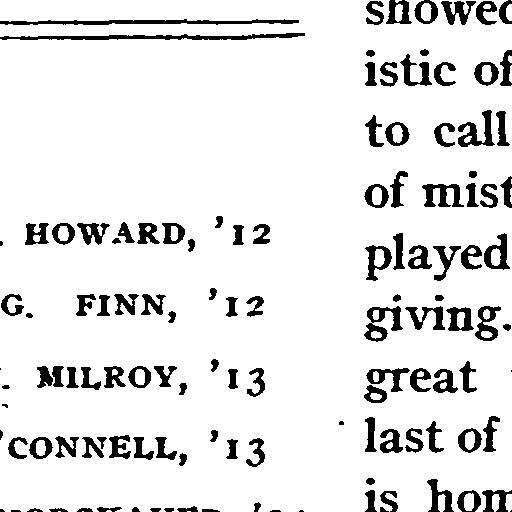 . HOWARD, '12
G. FINN, '12
. MILROY, '13
'CONNELL, '13
showed
istic of
to call
of mist
played
giving.
great
last of
is hom